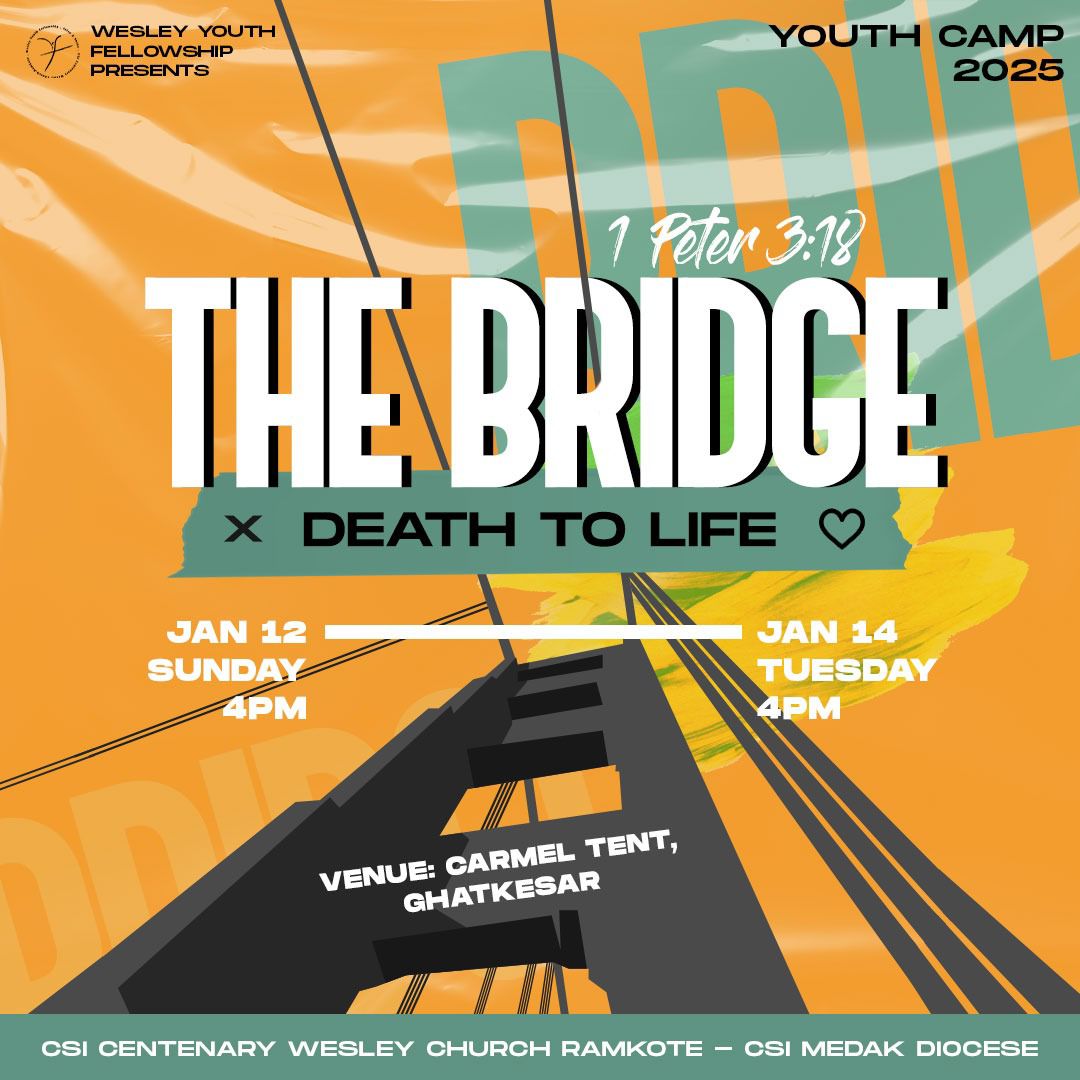 WESLEY YOUTH
FELLOWSHIP
PRESENTS
YOUTH CAMP
2025
1 Peter 3:18
THE BRIDGE
X DEATH TO LIFE ♡
JAN 12
SUNDAY
4PM
JAN 14
TUESDAY
4PM
VENUE: CARMEL TENT,
GHATKESAR
CSI CENTENARY WESLEY CHURCH RAMKOTE – CSI MEDAK DIOCESE